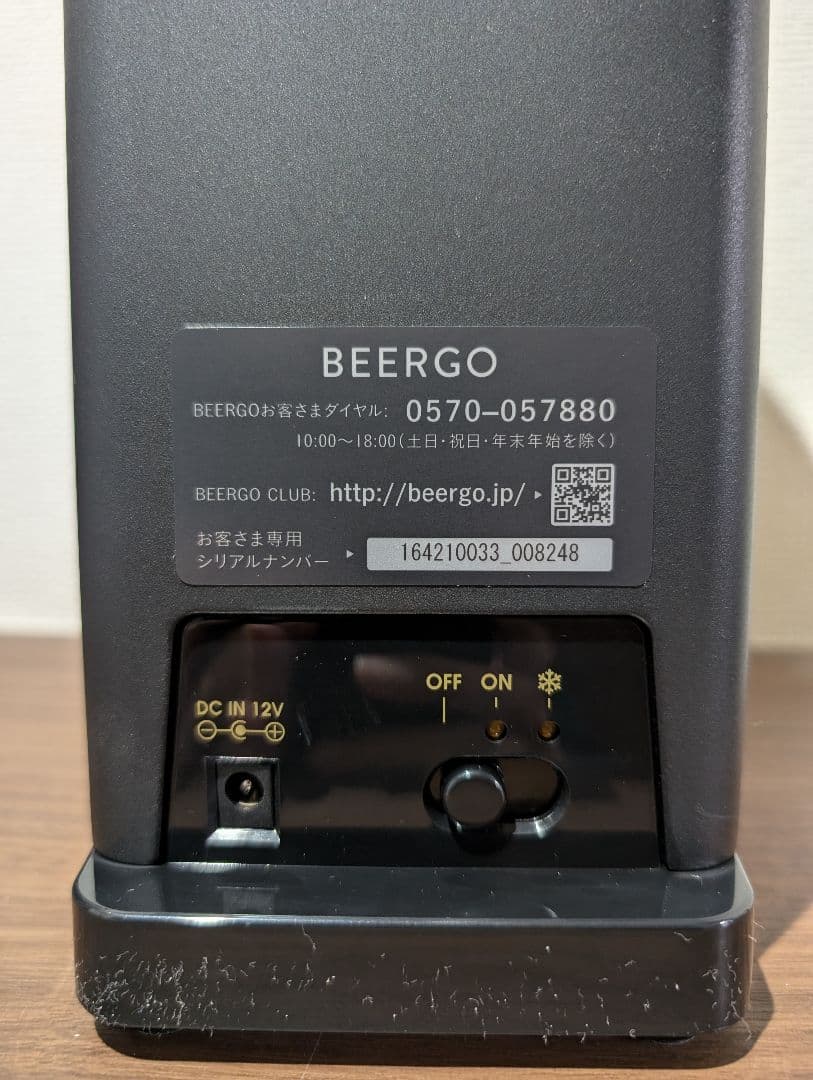 BEERGO
BEERGOお客さまダイヤル: 0570-057880
10:00〜18:00(土日・祝日・年末年始を除く)
BEERGO CLUB: http://beergo.jp/
お客さま専用
シリアルナンバー 164210033_008248
OFF ON
DC IN 12V